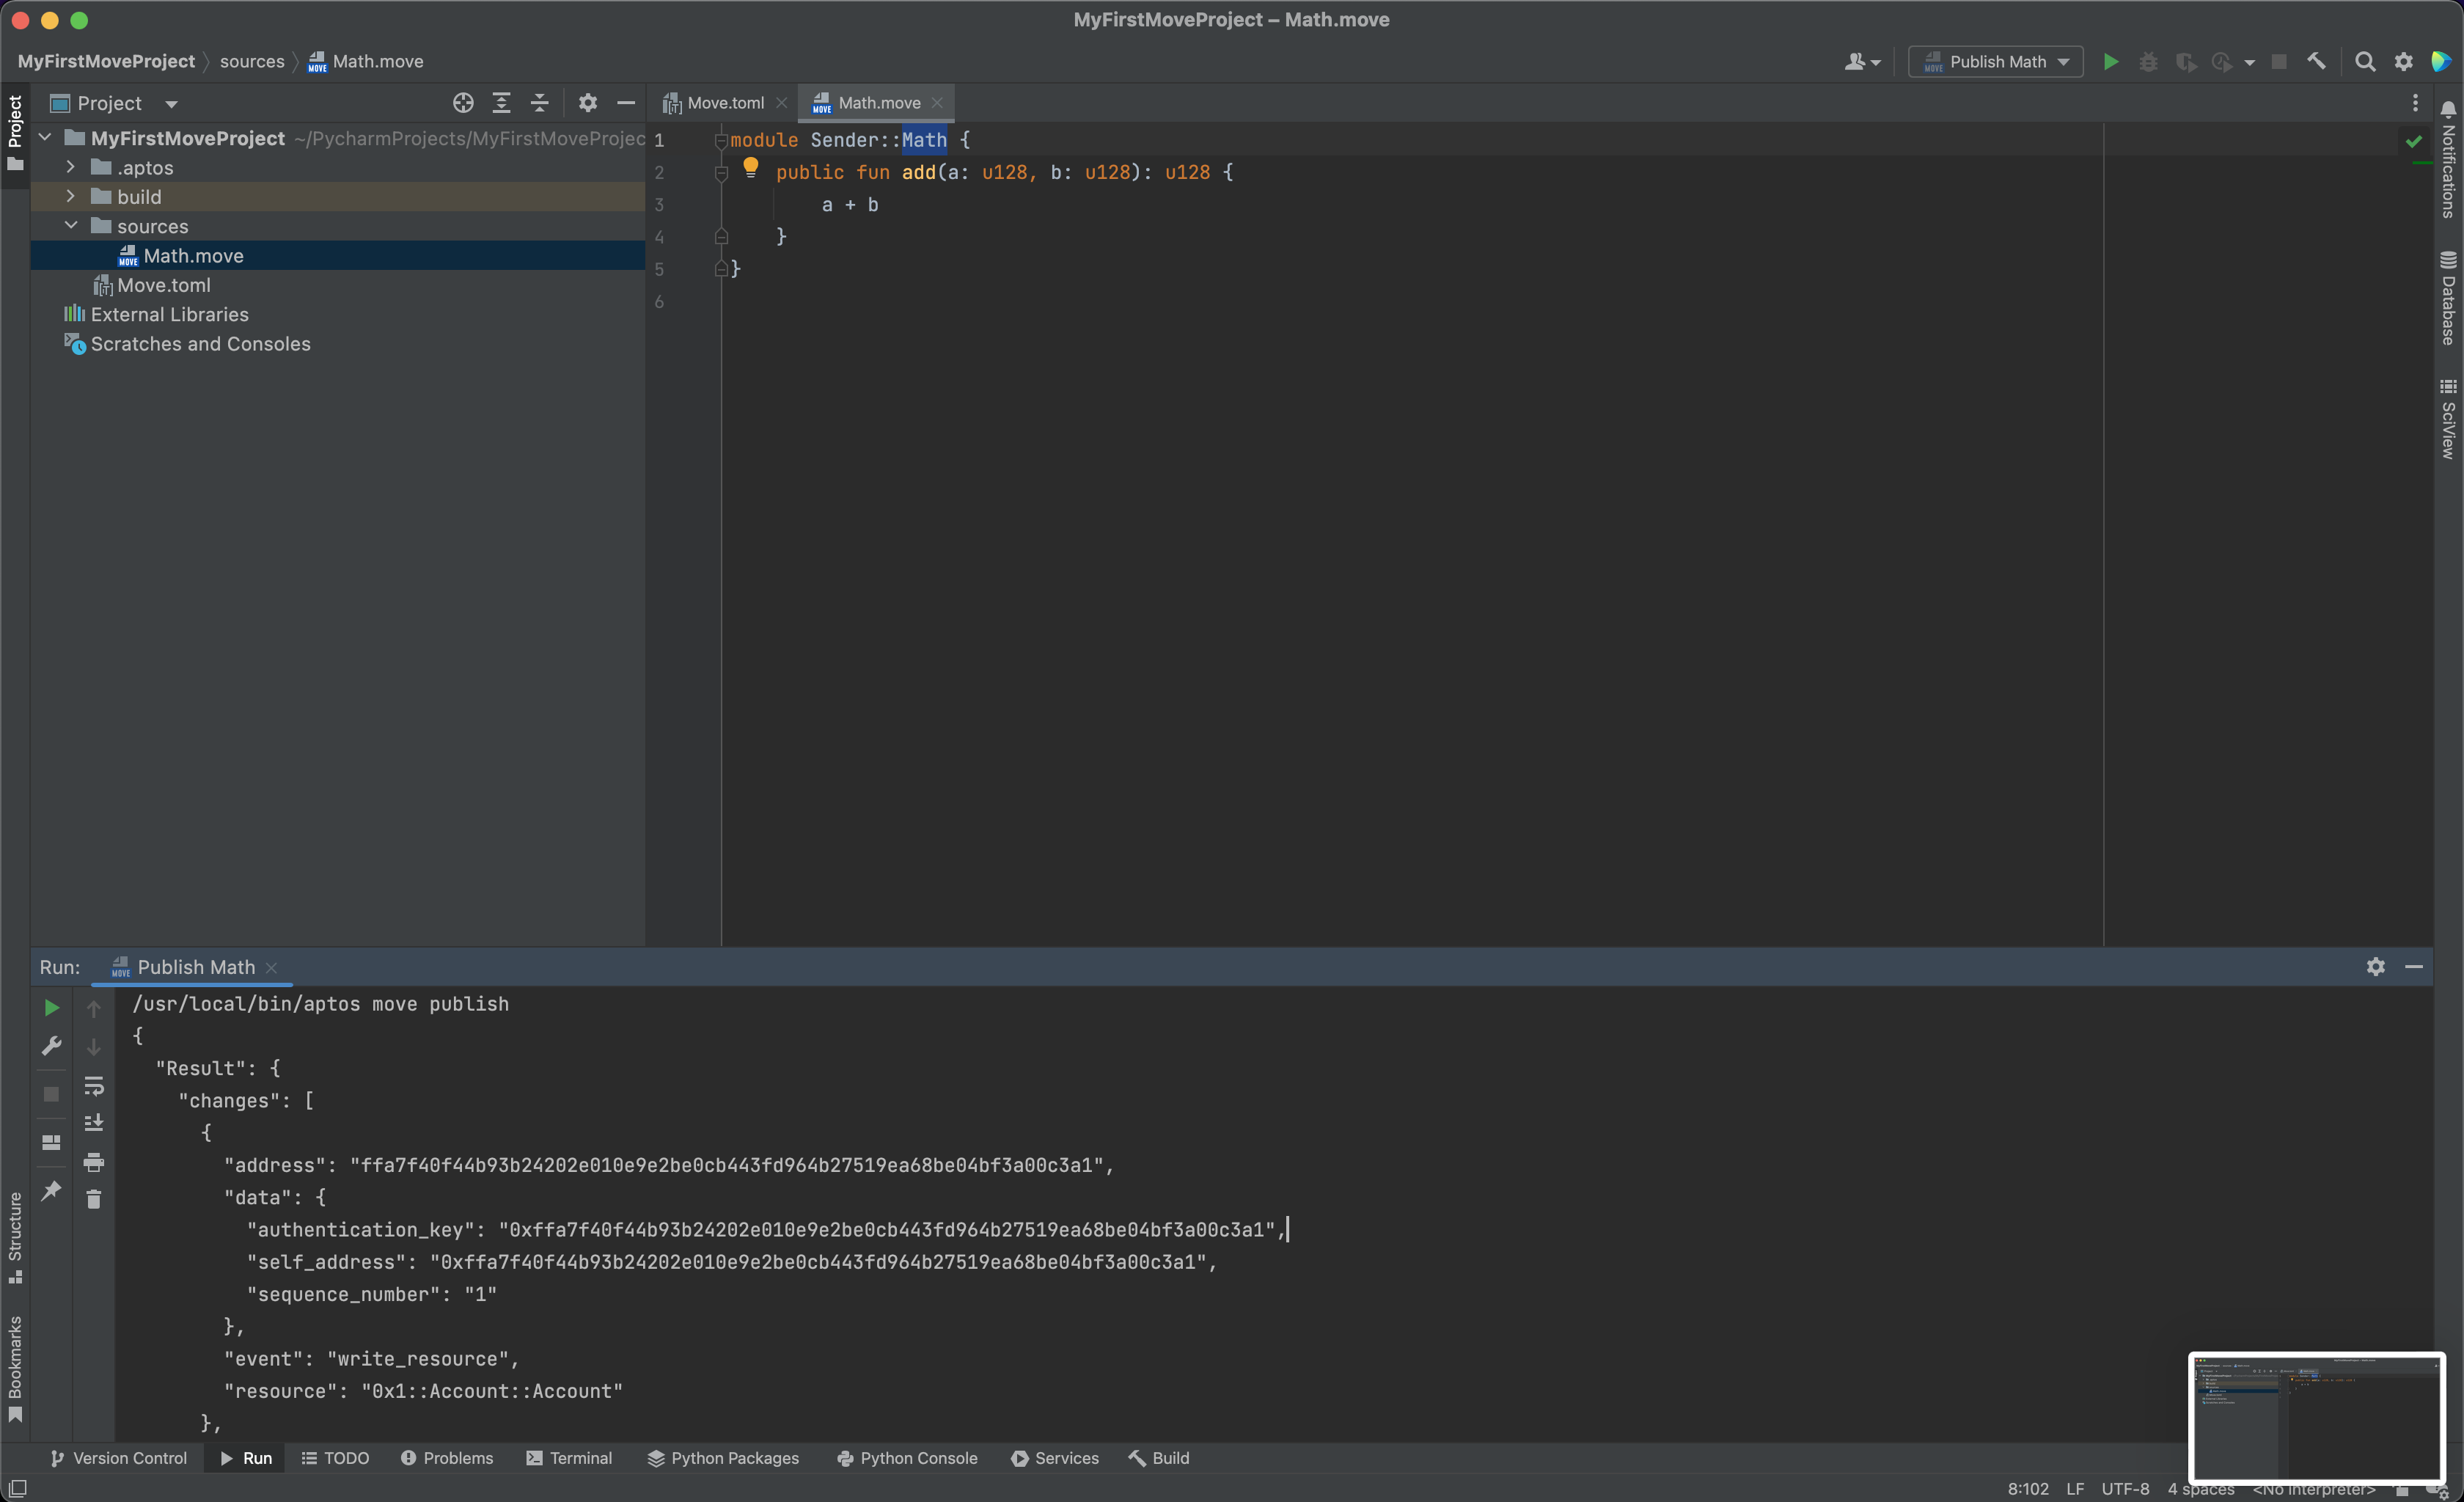 MyFirstMoveProject – Math.move
MyFirstMoveProject sources MOVE Math.move
MOVE Publish Math
Project
Project
MyFirstMoveProject ~/PycharmProjects/MyFirstMoveProjec
.aptos
build
sources
MOVE Math.move
Move.toml
External Libraries
Scratches and Consoles
Move.toml
MOVE Math.move
1 module Sender::Math {
2 public fun add(a: u128, b: u128): u128 {
3 a + b
4 }
5 }
6
Notifications
Database
SciView
Run: MOVE Publish Math
/usr/local/bin/aptos move publish
{
"Result": {
"changes": [
{
"address": "ffa7f40f44b93b24202e010e9e2be0cb443fd964b27519ea68be04bf3a00c3a1",
"data": {
"authentication_key": "0xffa7f40f44b93b24202e010e9e2be0cb443fd964b27519ea68be04bf3a00c3a1",
"self_address": "0xffa7f40f44b93b24202e010e9e2be0cb443fd964b27519ea68be04bf3a00c3a1",
"sequence_number": "1"
},
"event": "write_resource",
"resource": "0x1::Account::Account"
},
Structure
Bookmarks
Version Control Run TODO Problems Terminal Python Packages Python Console Services Build
8:102 LF UTF-8 4 spaces <No interpreter>